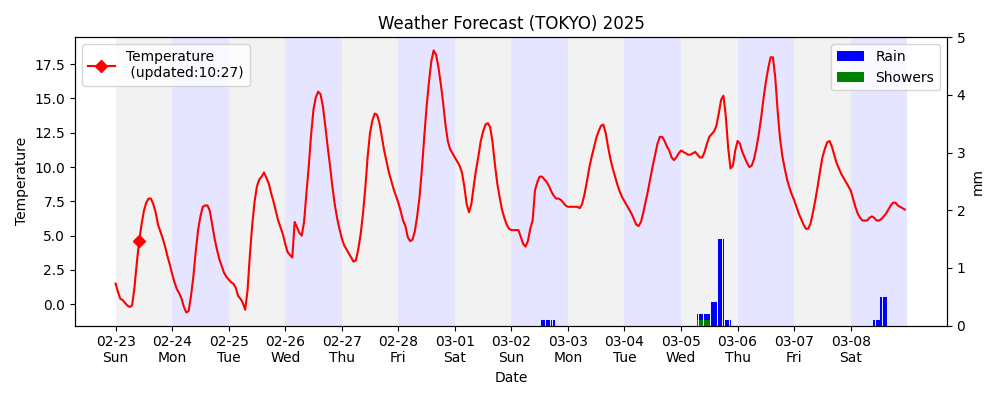 Weather Forecast (TOKYO) 2025
Temperature
(updated:10:27)
Rain
Showers
Temperature
17.5
15.0
12.5
10.0
7.5
5.0
2.5
0.0
5
4
3
2
1
0
mm
02-23 02-24 02-25 02-26 02-27 02-28 03-01 03-02 03-03 03-04 03-05 03-06 03-07 03-08
Sun Mon Tue Wed Thu Fri Sat Sun Mon Tue Wed Thu Fri Sat
Date